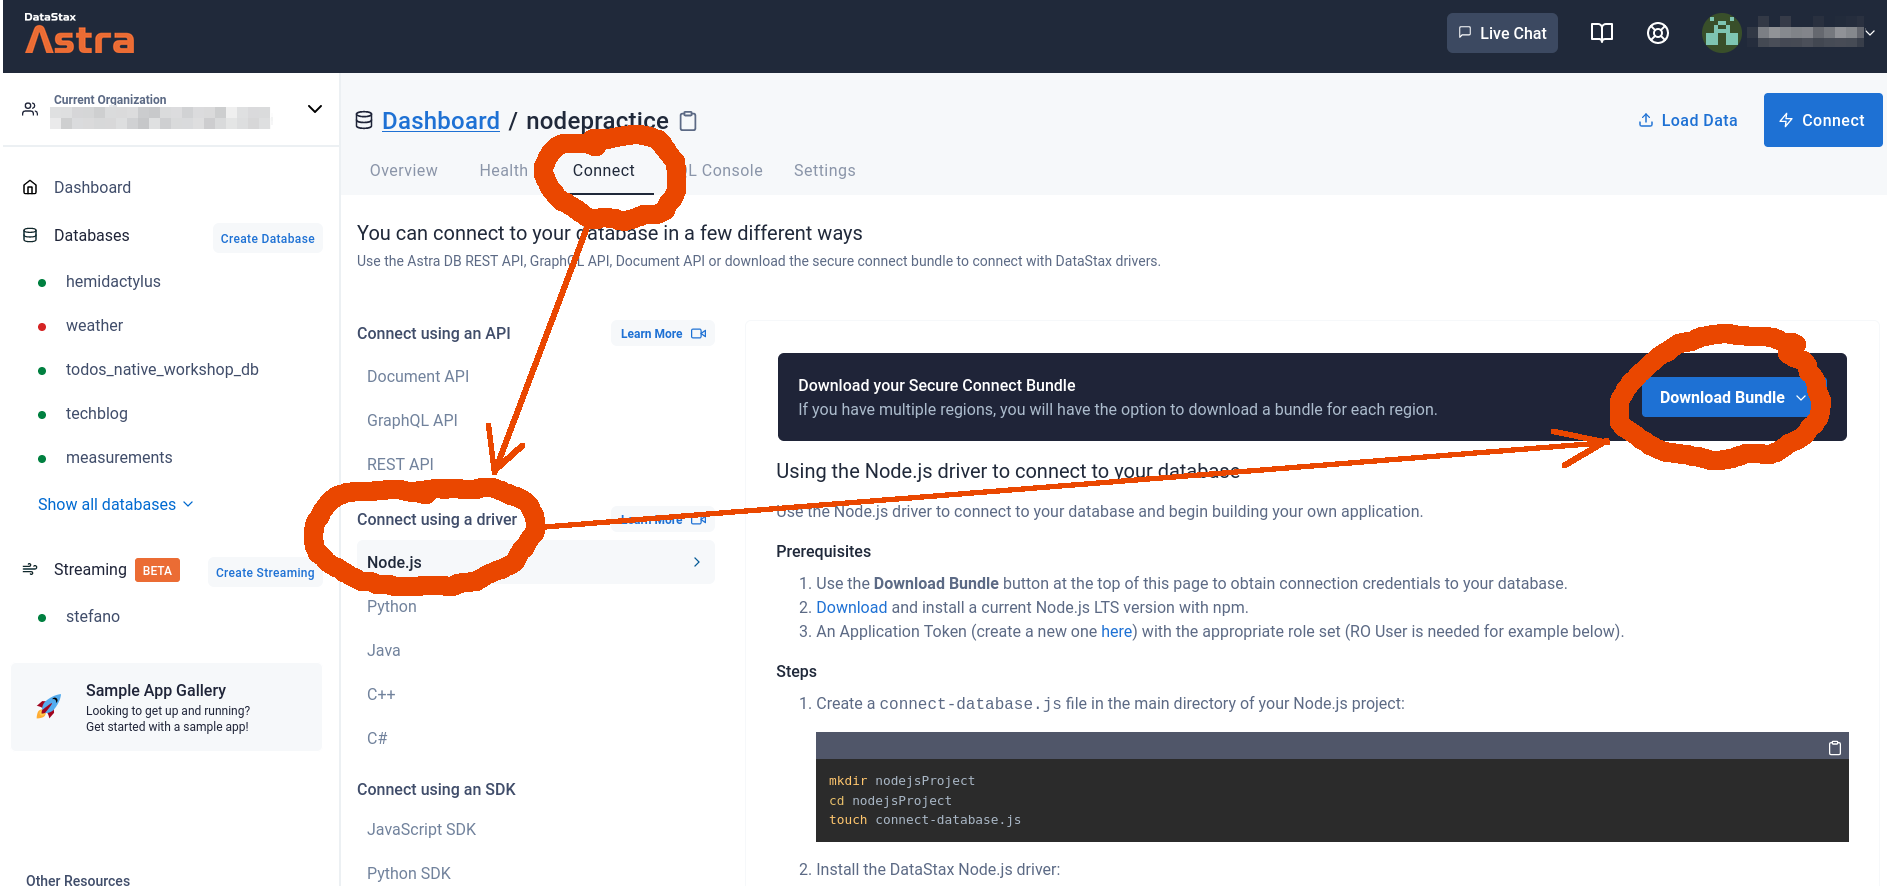 DataStax
Astra
Live Chat
Current Organization
Dashboard / nodepractice
Load Data
Connect
Overview
Health
Connect
L Console
Settings
Dashboard
Databases
Create Database
hemidactylus
weather
todos_native_workshop_db
techblog
measurements
Show all databases
Streaming
BETA
Create Streaming
stefano
Sample App Gallery
Looking to get up and running?
Get started with a sample app!
Other Resources
You can connect to your database in a few different ways
Use the Astra DB REST API, GraphQL API, Document API or download the secure connect bundle to connect with DataStax drivers.
Connect using an API
Learn More
Document API
GraphQL API
REST API
Connect using a driver
Learn More
Node.js
Python
Java
C++
C#
Connect using an SDK
JavaScript SDK
Python SDK
Download your Secure Connect Bundle
If you have multiple regions, you will have the option to download a bundle for each region.
Download Bundle
Using the Node.js driver to connect to your database
Use the Node.js driver to connect to your database and begin building your own application.
Prerequisites
1. Use the Download Bundle button at the top of this page to obtain connection credentials to your database.
2. Download and install a current Node.js LTS version with npm.
3. An Application Token (create a new one here) with the appropriate role set (RO User is needed for example below).
Steps
1. Create a connect-database.js file in the main directory of your Node.js project:
mkdir nodejsProject
cd nodejsProject
touch connect-database.js
2. Install the DataStax Node.js driver: